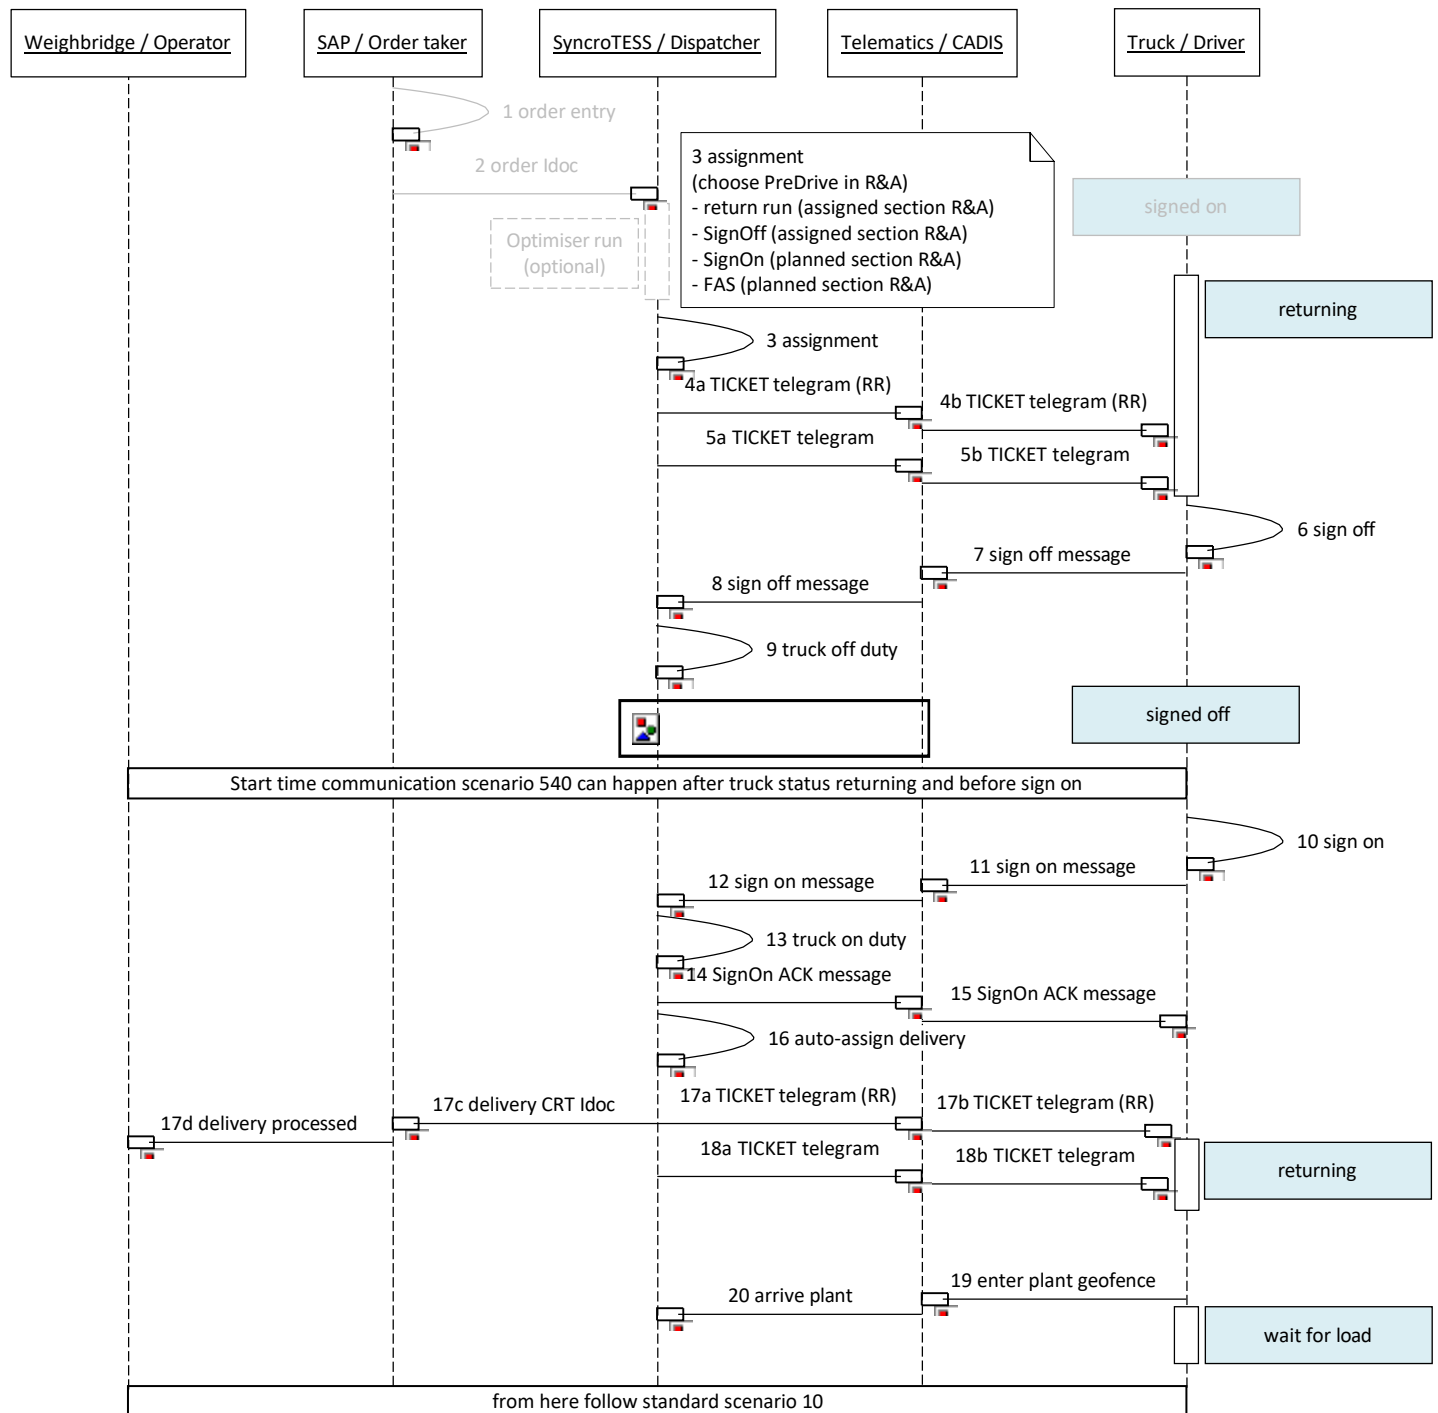 Weighbridge / Operator
SAP / Order taker
SyncroTESS / Dispatcher
Telematics / CADIS
Truck / Driver
1 order entry
2 order Idoc
3 assignment
(choose PreDrive in R&A)
- return run (assigned section R&A)
- SignOff (assigned section R&A)
- SignOn (planned section R&A)
- FAS (planned section R&A)
signed on
Optimiser run
(optional)
returning
3 assignment
4a TICKET telegram (RR)
4b TICKET telegram (RR)
5a TICKET telegram
5b TICKET telegram
6 sign off
7 sign off message
8 sign off message
9 truck off duty
signed off
Start time communication scenario 540 can happen after truck status returning and before sign on
10 sign on
11 sign on message
12 sign on message
13 truck on duty
14 SignOn ACK message
15 SignOn ACK message
16 auto-assign delivery
17a TICKET telegram (RR)
17b TICKET telegram (RR)
17c delivery CRT Idoc
17d delivery processed
18a TICKET telegram
18b TICKET telegram
returning
19 enter plant geofence
20 arrive plant
wait for load
from here follow standard scenario 10